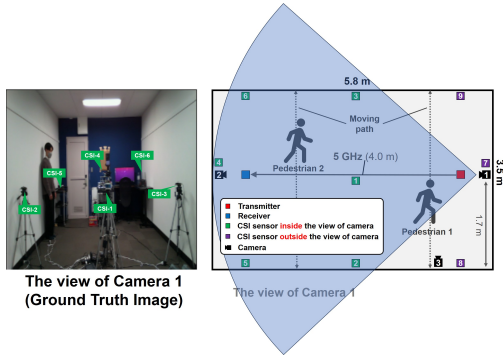 CSI-4
CSI-6
CSI-5
CSI-3
CSI-2
CSI-1
The view of Camera 1
(Ground Truth Image)
5.8 m
6
3
9
Moving
path
5 GHz (4.0 m)
4
2
7
1
3.5 m
Pedestrian 2
1
Pedestrian 1
1.7 m
Transmitter
Receiver
CSI sensor inside the view of camera
CSI sensor outside the view of camera
Camera
5
2
3
8
The view of Camera 1